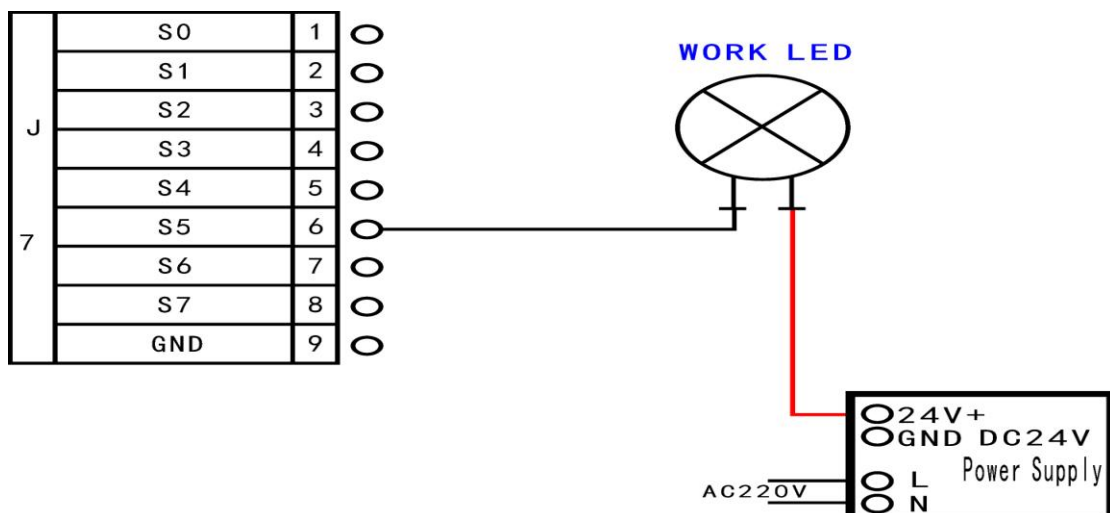 S0 1
S1 2
S2 3
S3 4
S4 5
S5 6
S6 7
S7 8
GND 9
J
7
WORK LED
24V+
GND DC24V
Power Supply
L
AC220V
N